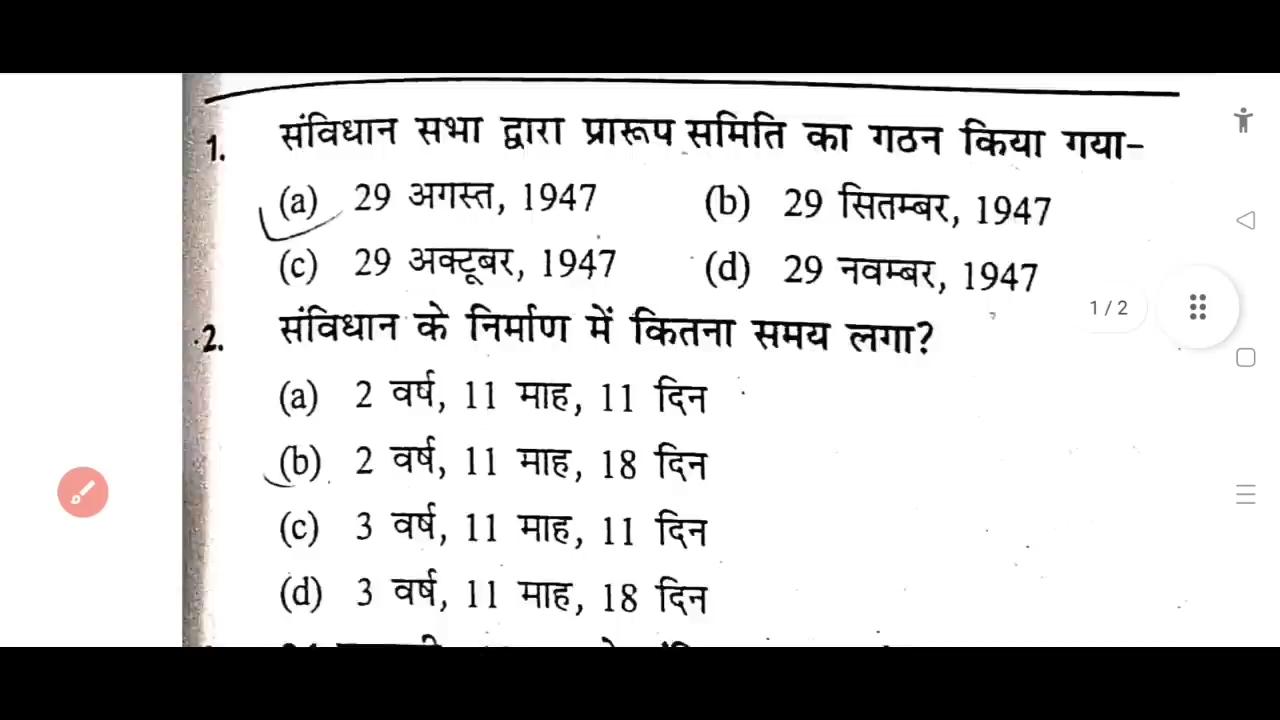 1. संविधान सभा द्वारा प्रारूप समिति का गठन किया गया-
(a) 29 अगस्त, 1947 (b) 29 सितम्बर, 1947
(c) 29 अक्टूबर, 1947 (d) 29 नवम्बर, 1947
1 / 2
2. संविधान के निर्माण में कितना समय लगा?
(a) 2 वर्ष, 11 माह, 11 दिन
(b) 2 वर्ष, 11 माह, 18 दिन
(c) 3 वर्ष, 11 माह, 11 दिन
(d) 3 वर्ष, 11 माह, 18 दिन